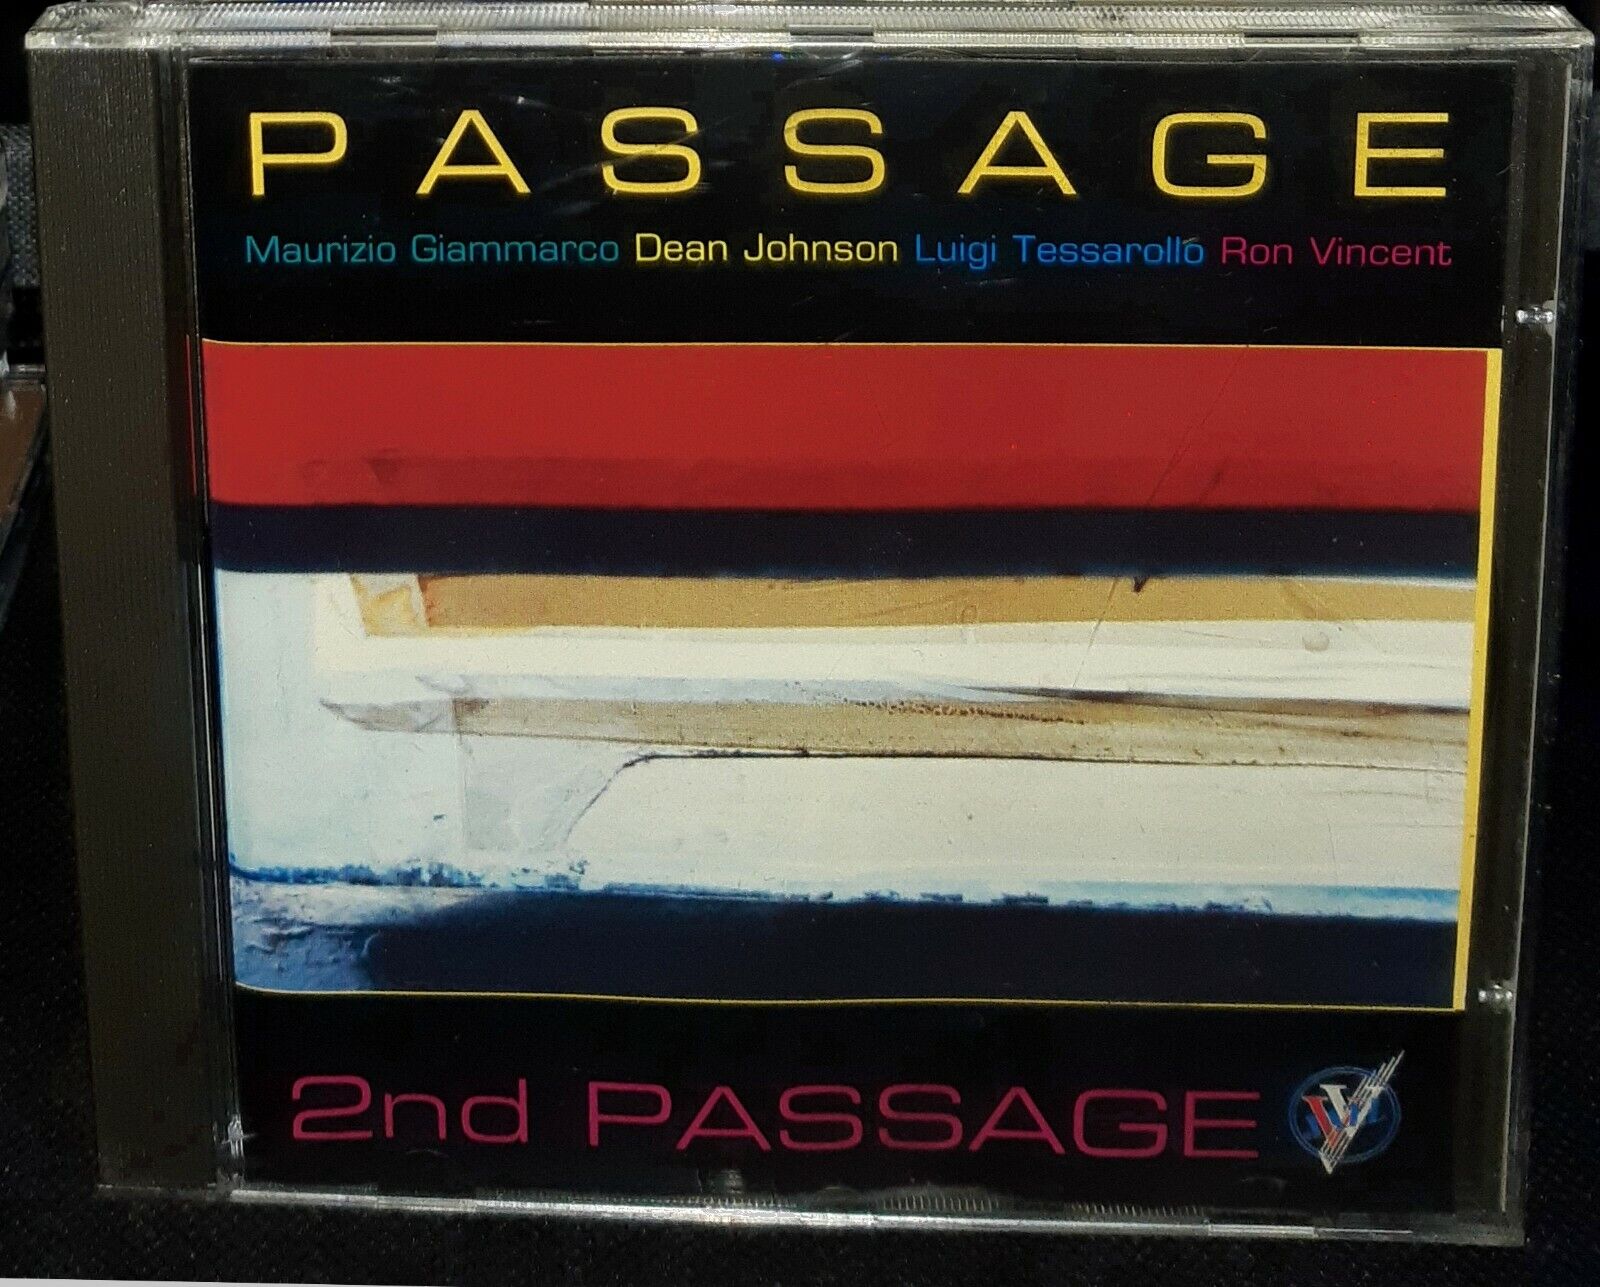 PASSAGE
Maurizio Giammarco Dean Johnson Luigi Tessarollo Ron Vincent
2nd PASSAGE